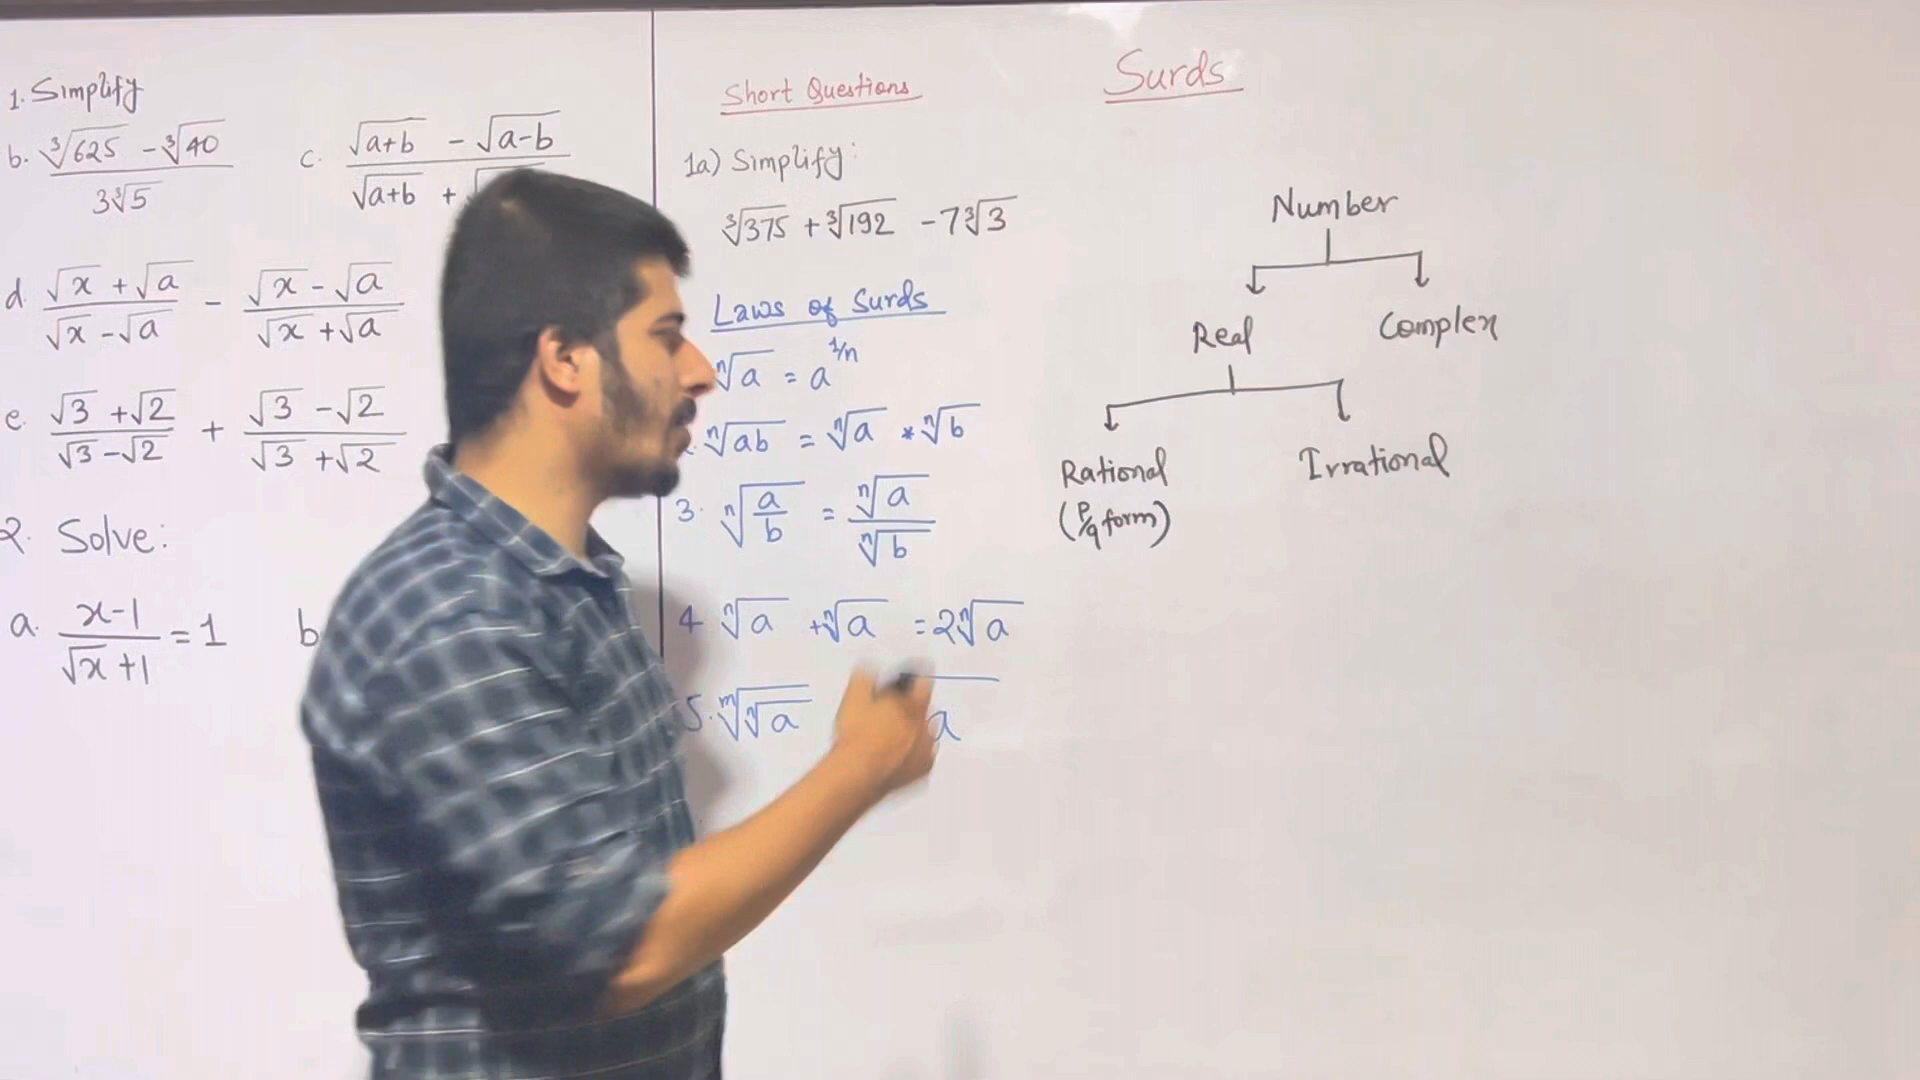 1. Simplify
b. (∛625 - ∛40) / (3∛5)
c. (√(a+b) - √(a-b)) / (√(a+b) + √
d. (√x + √a) / (√x - √a) - (√x - √a) / (√x + √a)
e. (√3 + √2) / (√3 - √2) + (√3 - √2) / (√3 + √2)
2. Solve:
a. (x-1) / (√x + 1) = 1
b
Short Questions
1a) Simplify:
∛375 + ∛192 - 7∛3
Laws of Surds
ⁿ√a = a^(1/n)
ⁿ√(ab) = ⁿ√a * ⁿ√b
3. ⁿ√(a/b) = ⁿ√a / ⁿ√b
4. ⁿ√a + ⁿ√a = 2ⁿ√a
5. ᵐ√(ⁿ√a)
a
Surds
Number
Real Complex
Rational Irrational
(P/q form)